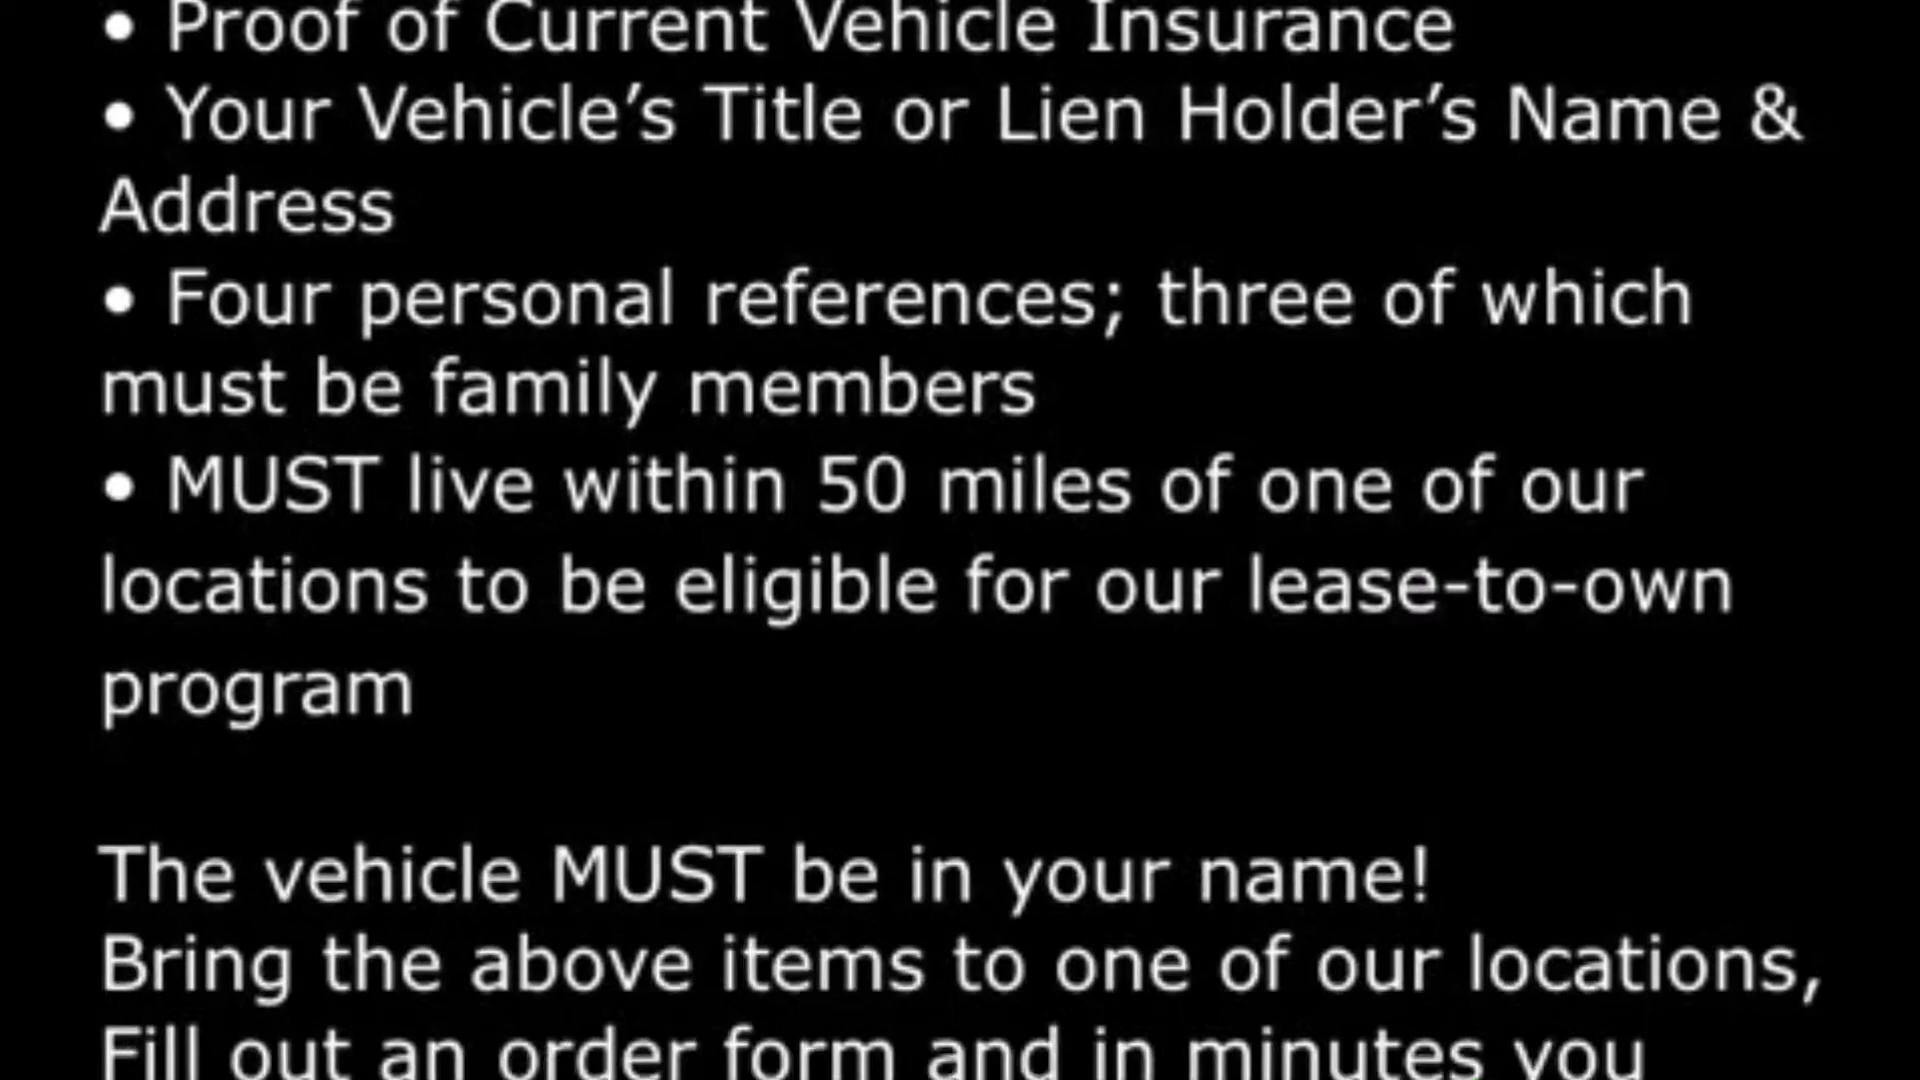 • Proof of Current Vehicle Insurance
• Your Vehicle’s Title or Lien Holder’s Name &
Address
• Four personal references; three of which
must be family members
• MUST live within 50 miles of one of our
locations to be eligible for our lease-to-own
program
The vehicle MUST be in your name!
Bring the above items to one of our locations,
Fill out an order form and in minutes you